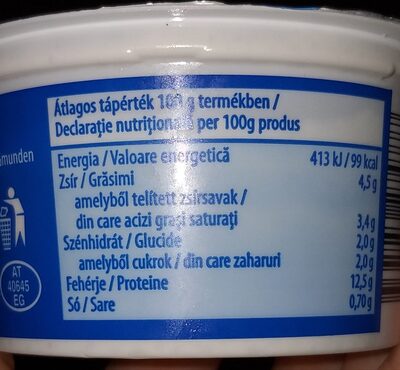 Átlagos tápérték 100 g termékben /
Declarație nutrițională per 100g produs
Energia / Valoare energetică 413 kJ / 99 kcal
Zsír / Grăsimi 4,5 g
amelyből telített zsírsavak /
din care acizi grași saturați 3,4 g
Szénhidrát / Glucide 2,0 g
amelyből cukrok / din care zaharuri 2,0 g
Fehérje / Proteine 12,5 g
Só / Sare 0,70 g
munden
AT
40645
EG